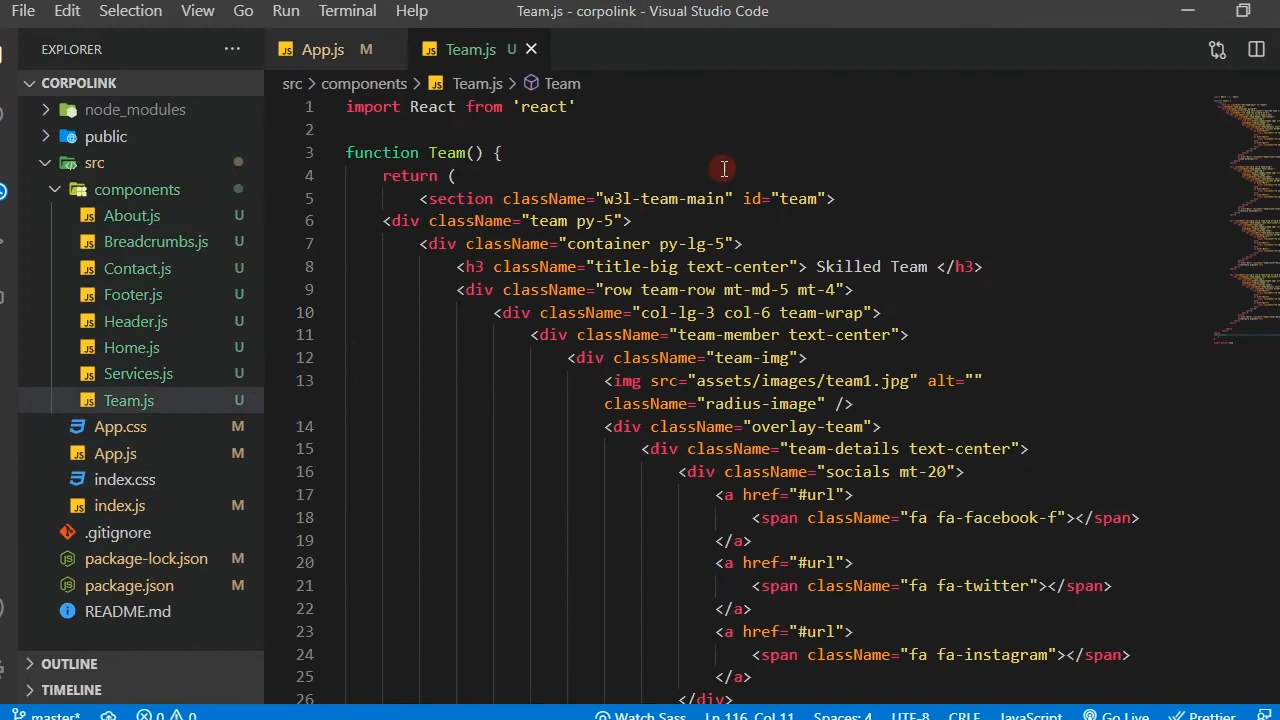 File Edit Selection View Go Run Terminal Help Team.js - corpolink - Visual Studio Code
EXPLORER ...
App.js M Team.js U
CORPOLINK
src > components > Team.js > Team
node_modules
public
src
components
About.js U
Breadcrumbs.js U
Contact.js U
Footer.js U
Header.js U
Home.js U
Services.js U
Team.js U
App.css M
App.js M
index.css
index.js M
.gitignore
package-lock.json M
package.json M
README.md
OUTLINE
TIMELINE
1 import React from 'react'
2
3 function Team() {
4 return (
5 <section className="w3l-team-main" id="team">
6 <div className="team py-5">
7 <div className="container py-lg-5">
8 <h3 className="title-big text-center"> Skilled Team </h3>
9 <div className="row team-row mt-md-5 mt-4">
10 <div className="col-lg-3 col-6 team-wrap">
11 <div className="team-member text-center">
12 <div className="team-img">
13 <img src="assets/images/team1.jpg" alt=""
className="radius-image" />
14 <div className="overlay-team">
15 <div className="team-details text-center">
16 <div className="socials mt-20">
17 <a href="#url">
18 <span className="fa fa-facebook-f"></span>
19 </a>
20 <a href="#url">
21 <span className="fa fa-twitter"></span>
22 </a>
23 <a href="#url">
24 <span className="fa fa-instagram"></span>
25 </a>
26 </div>
master* 0 0 Watch Sass Ln 116, Col 11 Spaces: 4 UTF-8 CRLF JavaScript Go Live Prettier